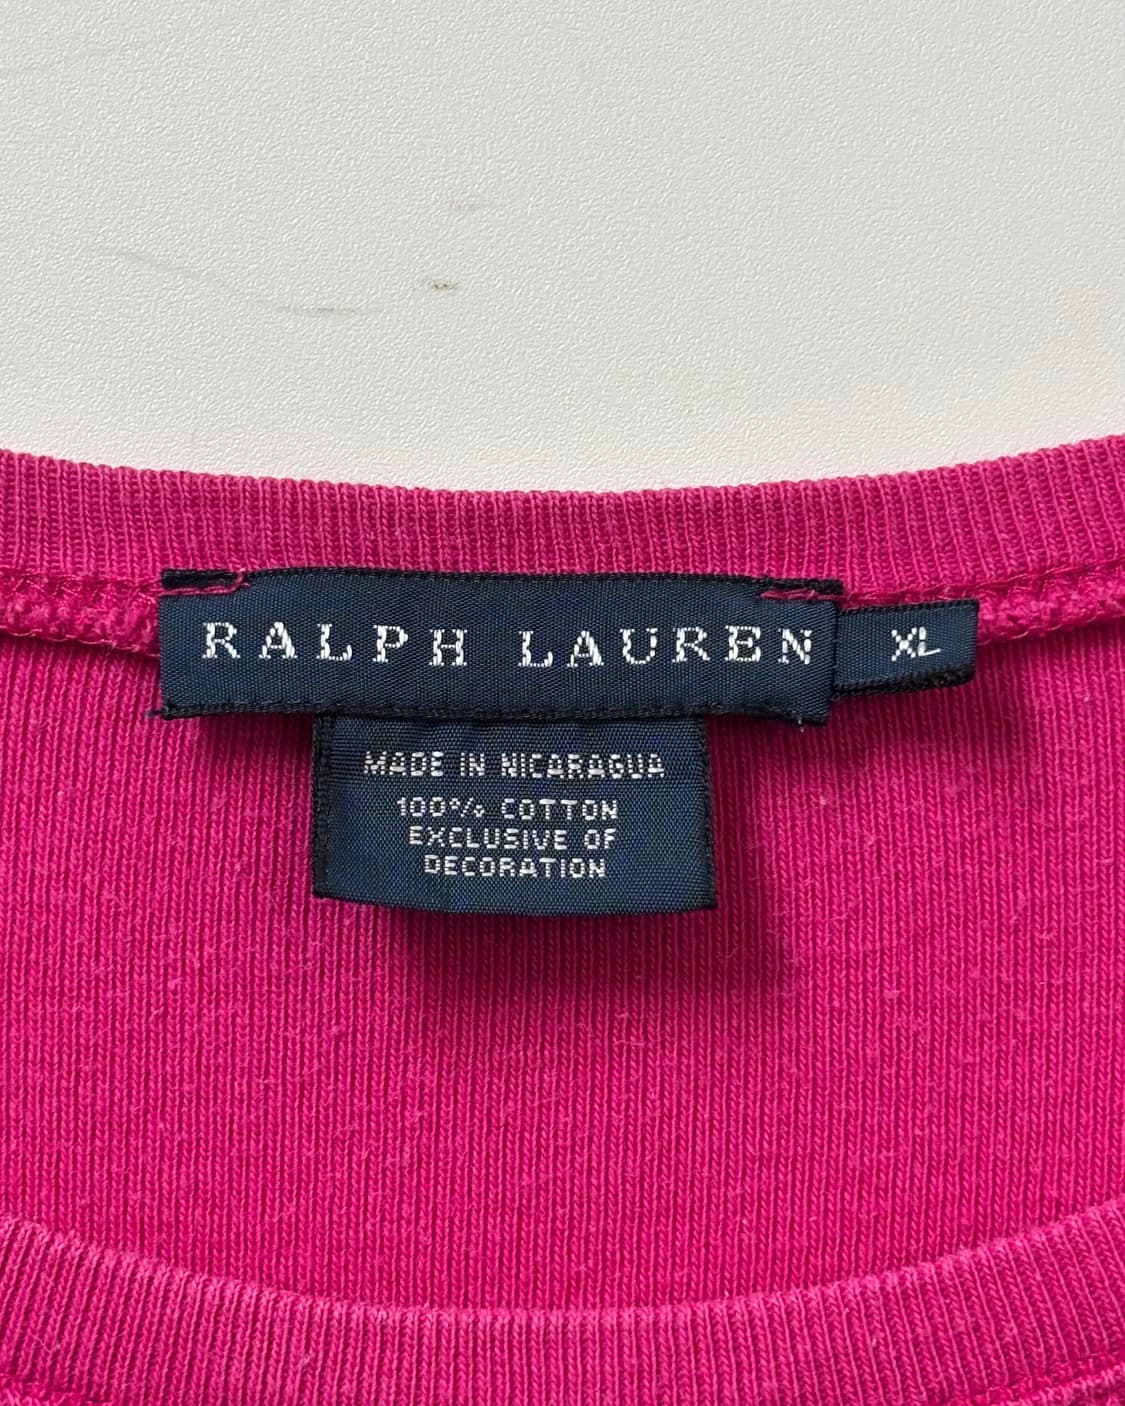 RALPH LAUREN
XL
MADE IN NICARAGUA
100% COTTON
EXCLUSIVE OF
DECORATION